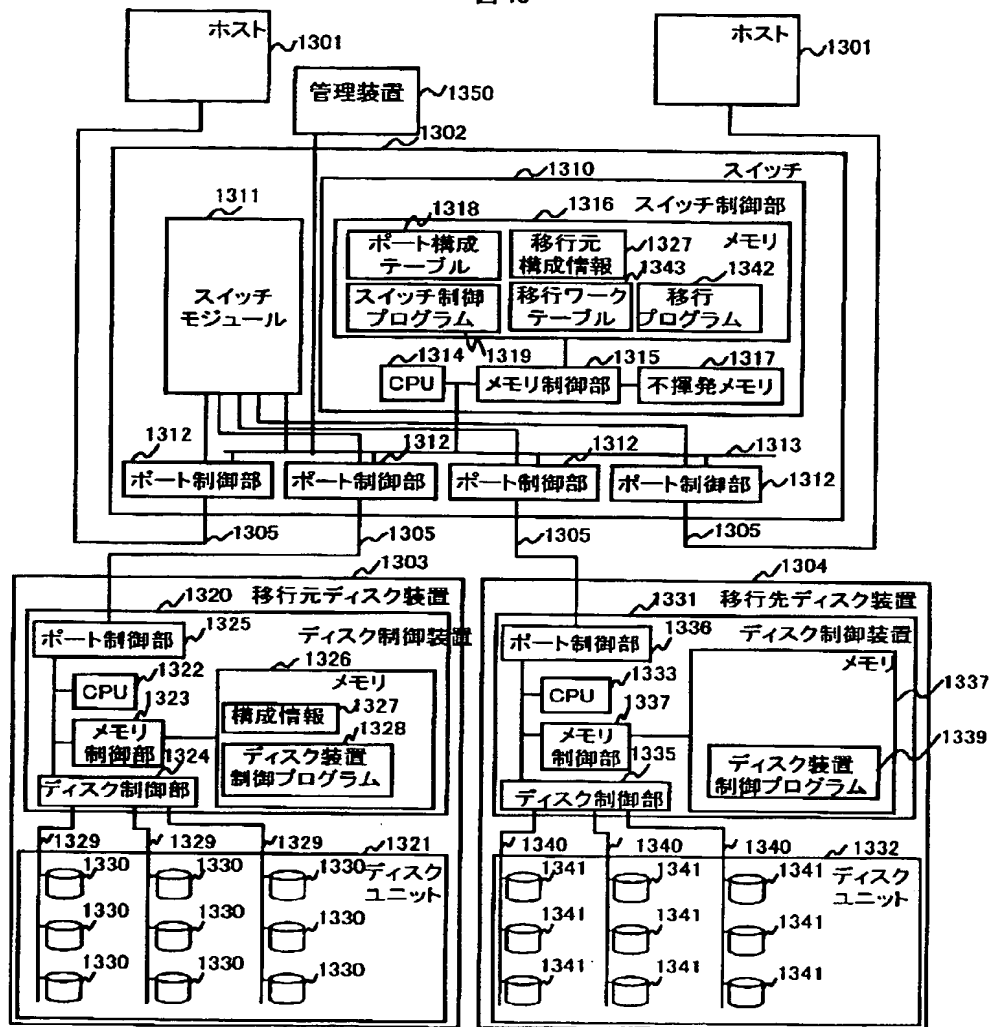 ホスト
1301
ホスト
1301
管理装置
1350
1302
スイッチ
1310
スイッチ制御部
1311
スイッチ
モジュール
1318
1316
メモリ
ポート構成
テーブル
移行元
構成情報
1327
1343
1342
スイッチ制御
プログラム
移行ワーク
テーブル
移行
プログラム
1319
1314
CPU
1315
メモリ制御部
1317
不揮発メモリ
1312
1312
1312
1313
ポート制御部
ポート制御部
ポート制御部
ポート制御部
1312
1305
1305
1305
1305
1303
移行元ディスク装置
1320
ディスク制御装置
ポート制御部
1325
1322
CPU
1323
メモリ
制御部
1324
ディスク制御部
1326
メモリ
1327
構成情報
1328
ディスク装置
制御プログラム
1329
1329
1329
1321
ディスク
ユニット
1330
1330
1330
1330
1330
1330
1330
1330
1330
1304
移行先ディスク装置
1331
ディスク制御装置
ポート制御部
1336
1333
CPU
1337
メモリ
制御部
1335
ディスク制御部
メモリ
1337
1339
ディスク装置
制御プログラム
1340
1340
1340
1332
ディスク
ユニット
1341
1341
1341
1341
1341
1341
1341
1341
1341